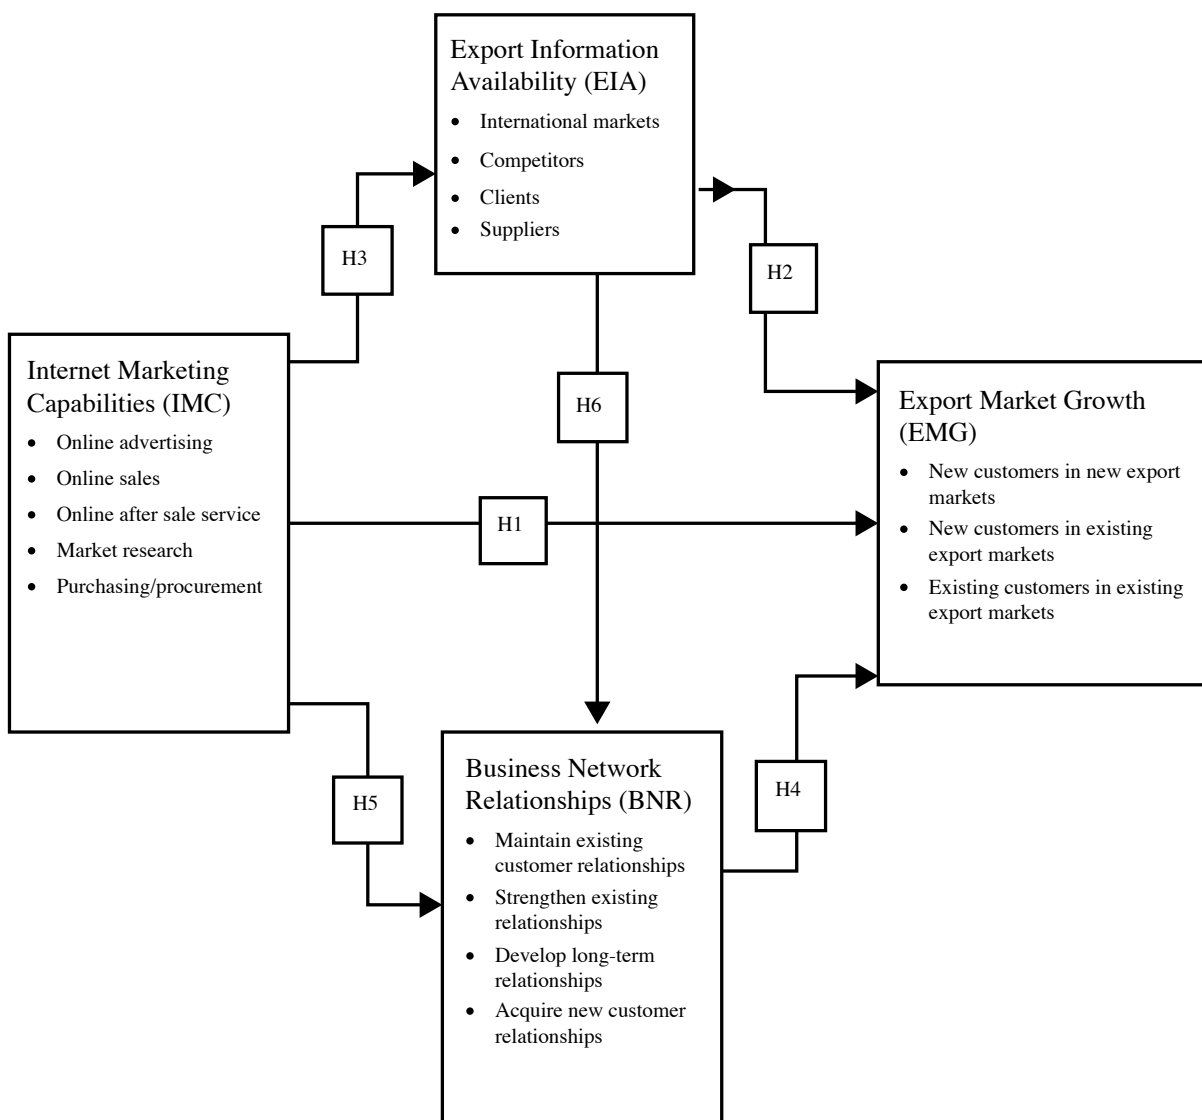 Export Information
Availability (EIA)
• International markets
• Competitors
• Clients
• Suppliers
H3
H2
Internet Marketing
Capabilities (IMC)
• Online advertising
• Online sales
• Online after sale service
• Market research
• Purchasing/procurement
H6
H1
Export Market Growth
(EMG)
• New customers in new export
markets
• New customers in existing
export markets
• Existing customers in existing
export markets
H5
Business Network
Relationships (BNR)
• Maintain existing
customer relationships
• Strengthen existing
relationships
• Develop long-term
relationships
• Acquire new customer
relationships
H4